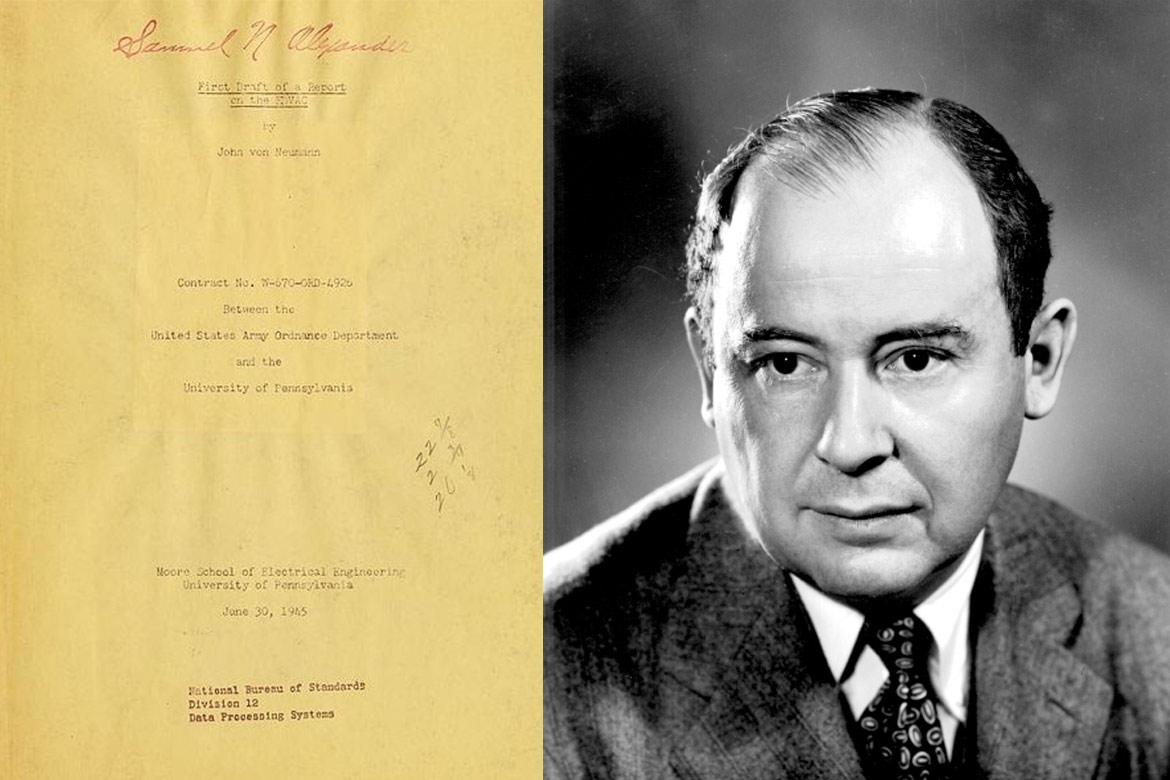 Samuel N Alexander
First Draft of a Report
on the EDVAC
by
John von Neumann
Contract No. W-670-ORD-4926
Between the
United States Army Ordnance Department
and the
University of Pennsylvania
22 7/8
2
20
Moore School of Electrical Engineering
University of Pennsylvania
June 30, 1945
National Bureau of Standards
Division 12
Data Processing Systems